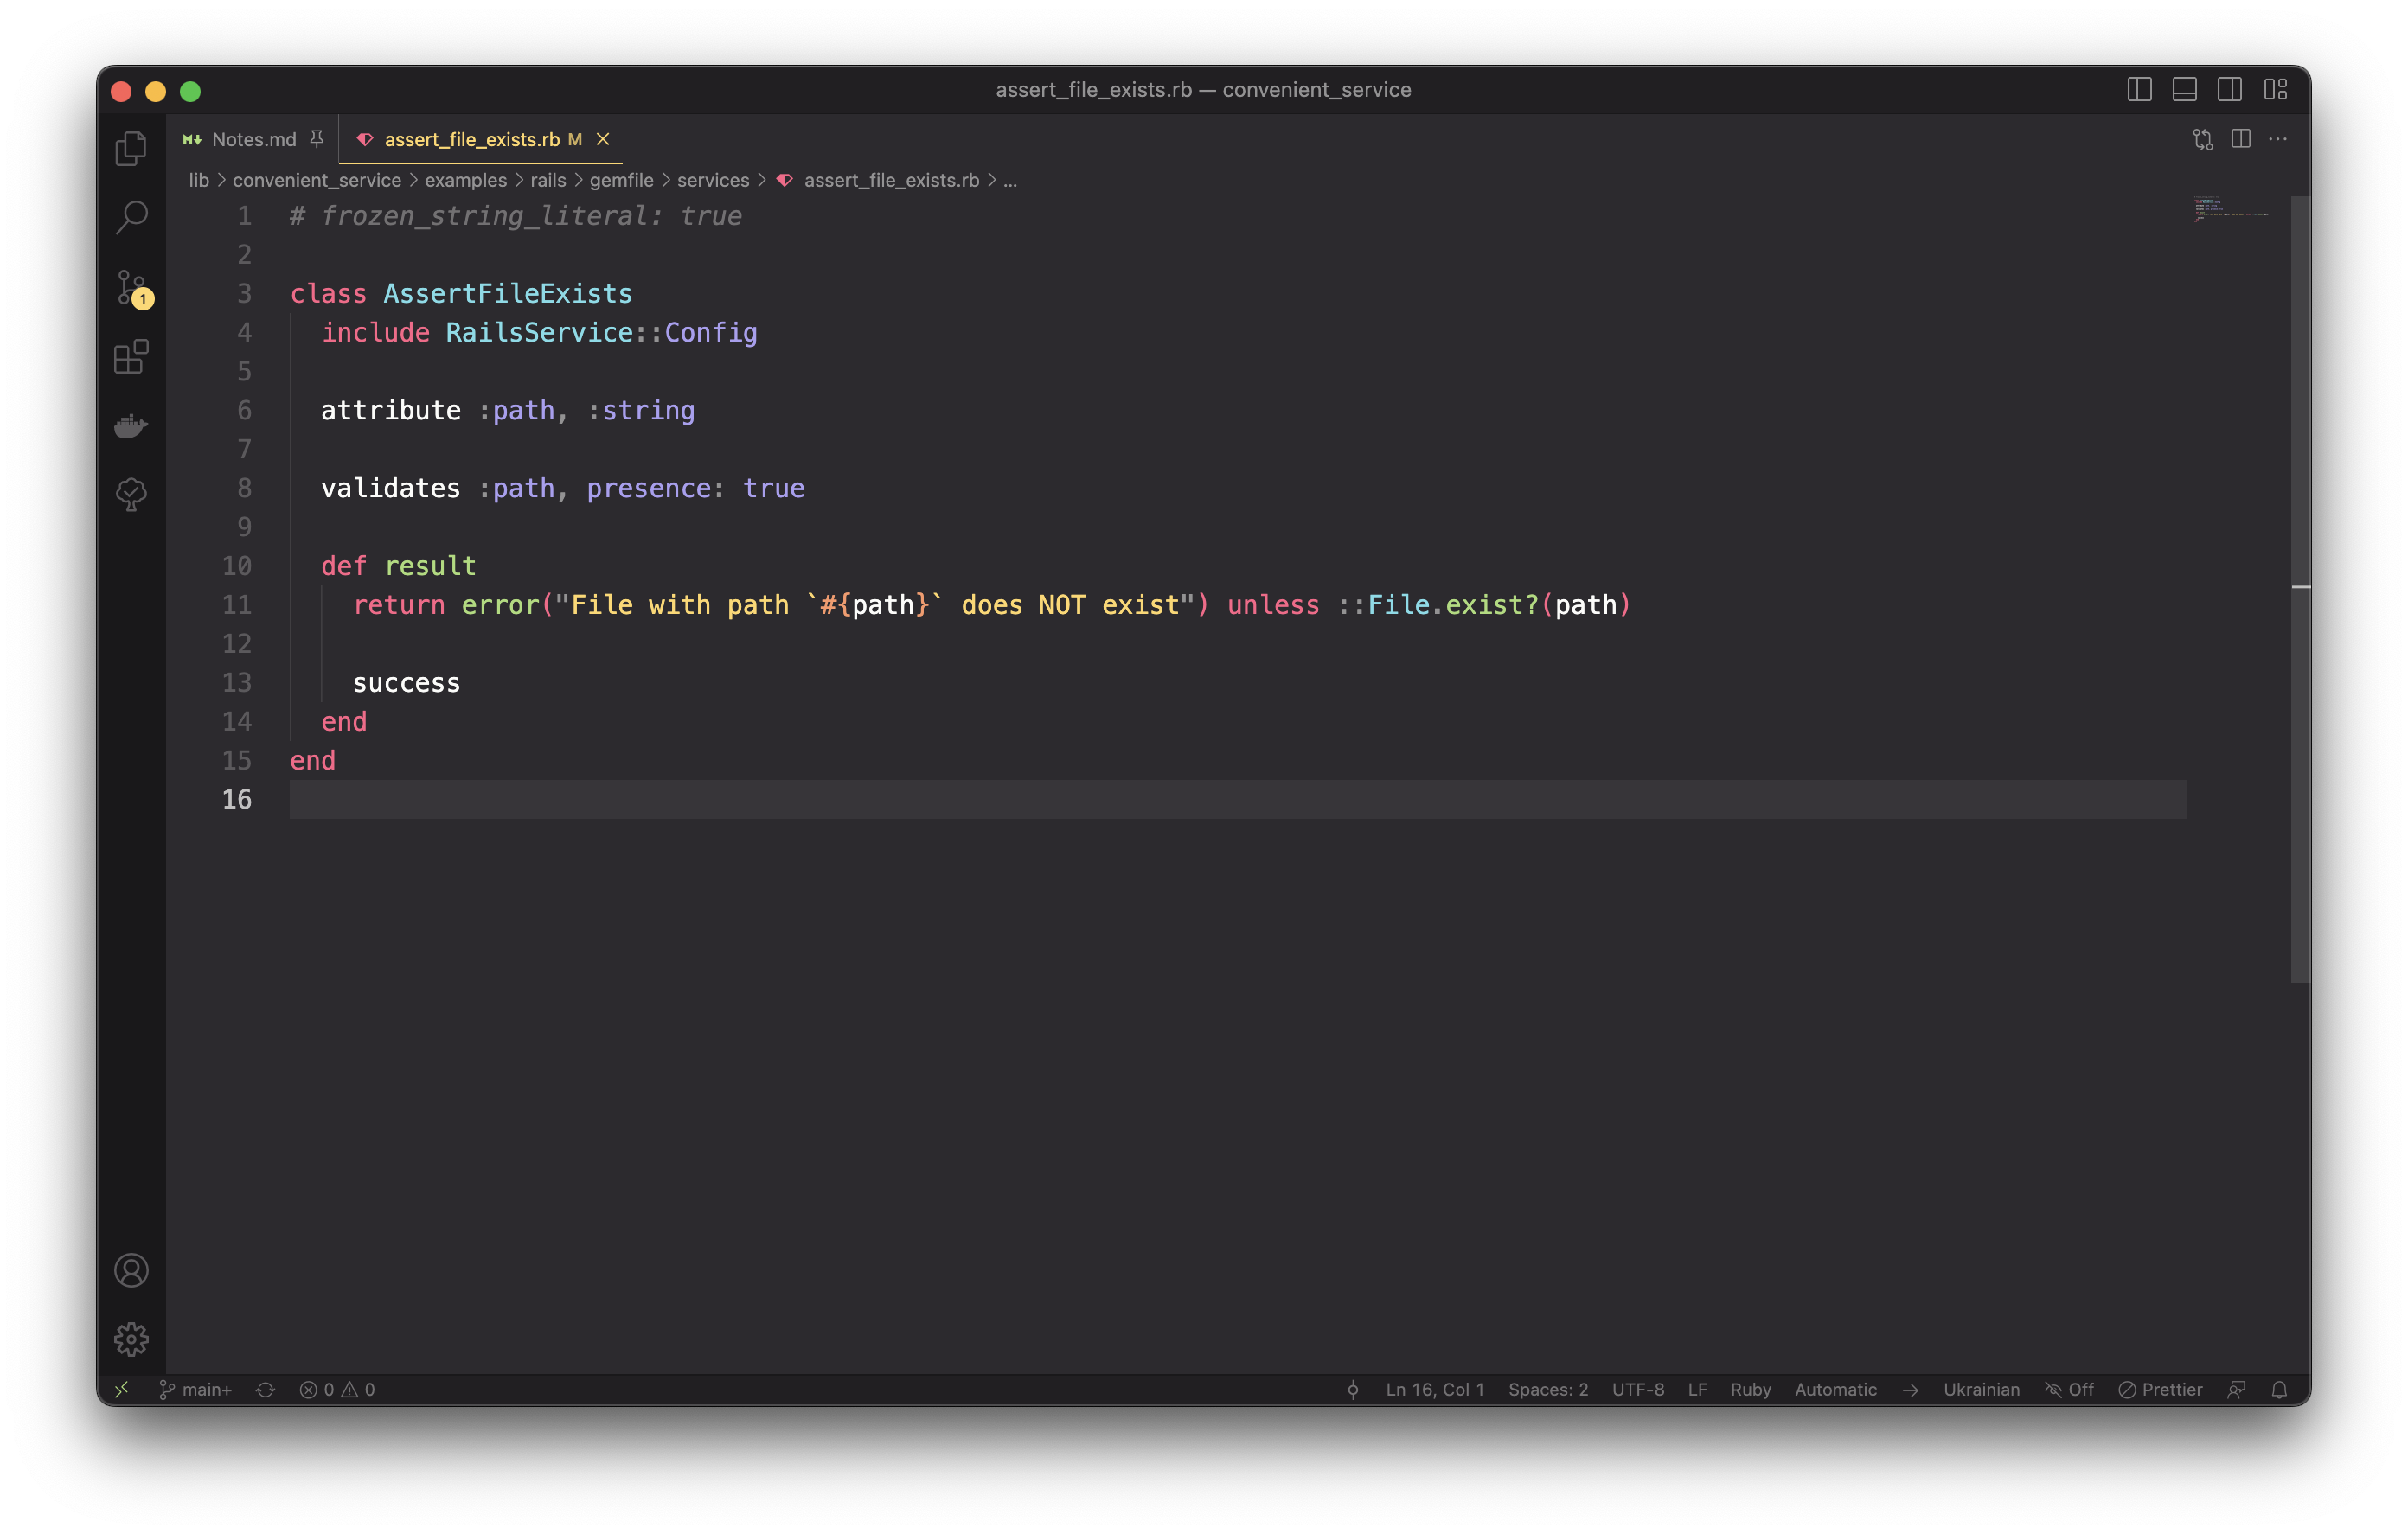 assert_file_exists.rb — convenient_service
Notes.md
assert_file_exists.rb M
lib > convenient_service > examples > rails > gemfile > services > assert_file_exists.rb > ...
1 # frozen_string_literal: true
2
3 class AssertFileExists
4   include RailsService::Config
5
6   attribute :path, :string
7
8   validates :path, presence: true
9
10   def result
11     return error("File with path `#{path}` does NOT exist") unless ::File.exist?(path)
12
13     success
14   end
15 end
16
1
main+ 0 0 Ln 16, Col 1 Spaces: 2 UTF-8 LF Ruby Automatic → Ukrainian Off Prettier